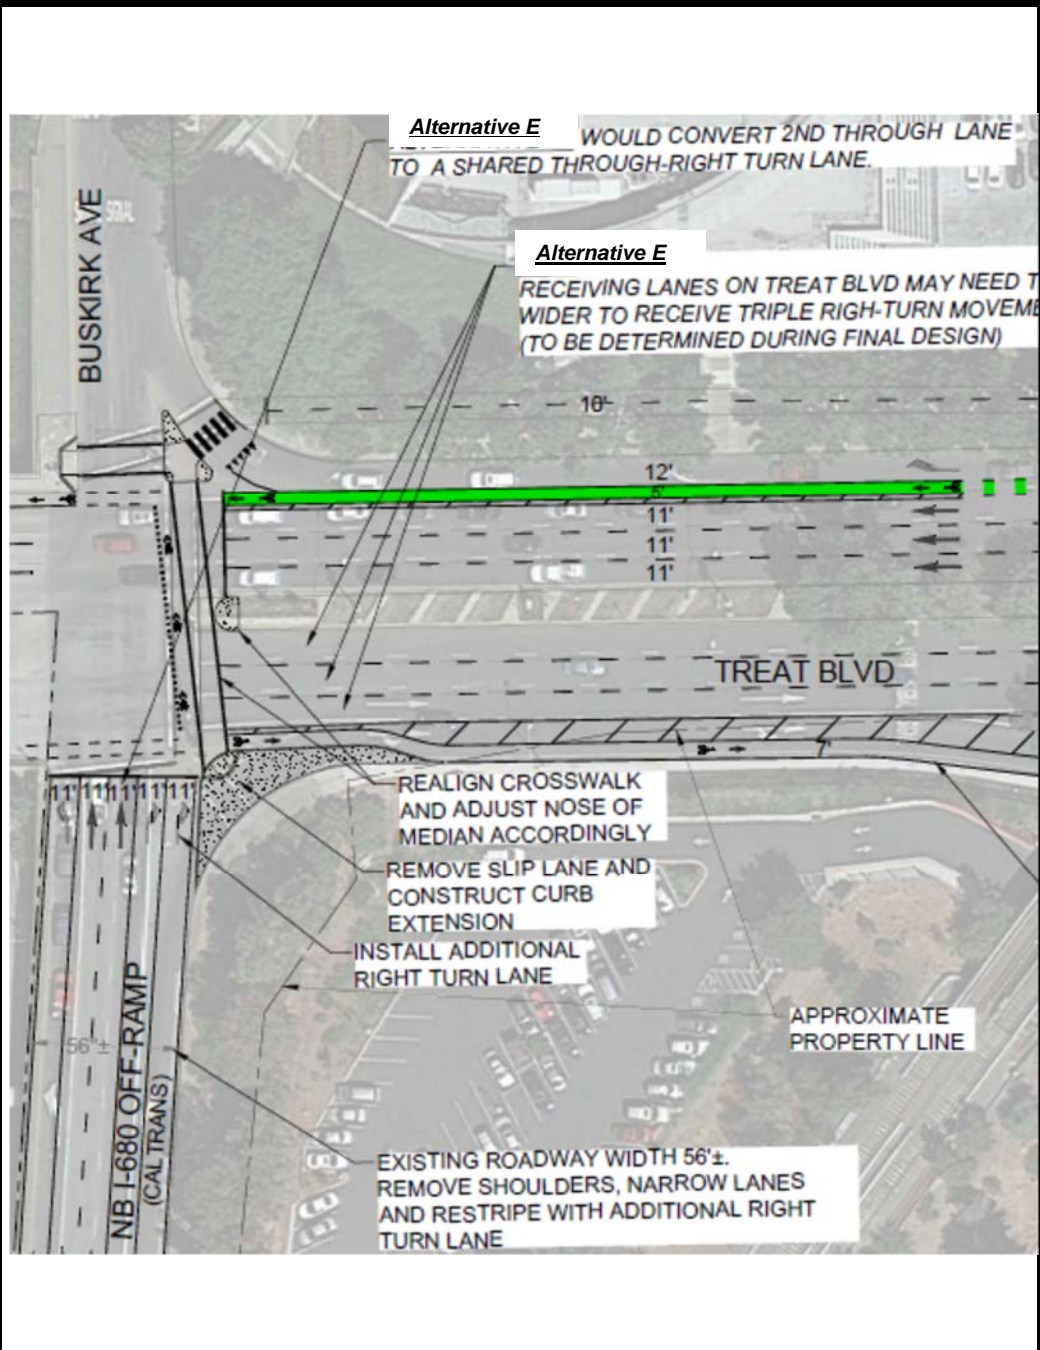 Alternative E
WOULD CONVERT 2ND THROUGH LANE
TO A SHARED THROUGH-RIGHT TURN LANE.
Alternative E
RECEIVING LANES ON TREAT BLVD MAY NEED T
WIDER TO RECEIVE TRIPLE RIGH-TURN MOVEME
(TO BE DETERMINED DURING FINAL DESIGN)
BUSKIRK AVE
SIGNAL
10'
12'
6'
11'
11'
11'
TREAT BLVD
7'
11' 11' 11' 11' 11'
REALIGN CROSSWALK
AND ADJUST NOSE OF
MEDIAN ACCORDINGLY
REMOVE SLIP LANE AND
CONSTRUCT CURB
EXTENSION
INSTALL ADDITIONAL
RIGHT TURN LANE
APPROXIMATE
PROPERTY LINE
56'±
NB I-680 OFF-RAMP
(CALTRANS)
EXISTING ROADWAY WIDTH 56'±.
REMOVE SHOULDERS, NARROW LANES
AND RESTRIPE WITH ADDITIONAL RIGHT
TURN LANE